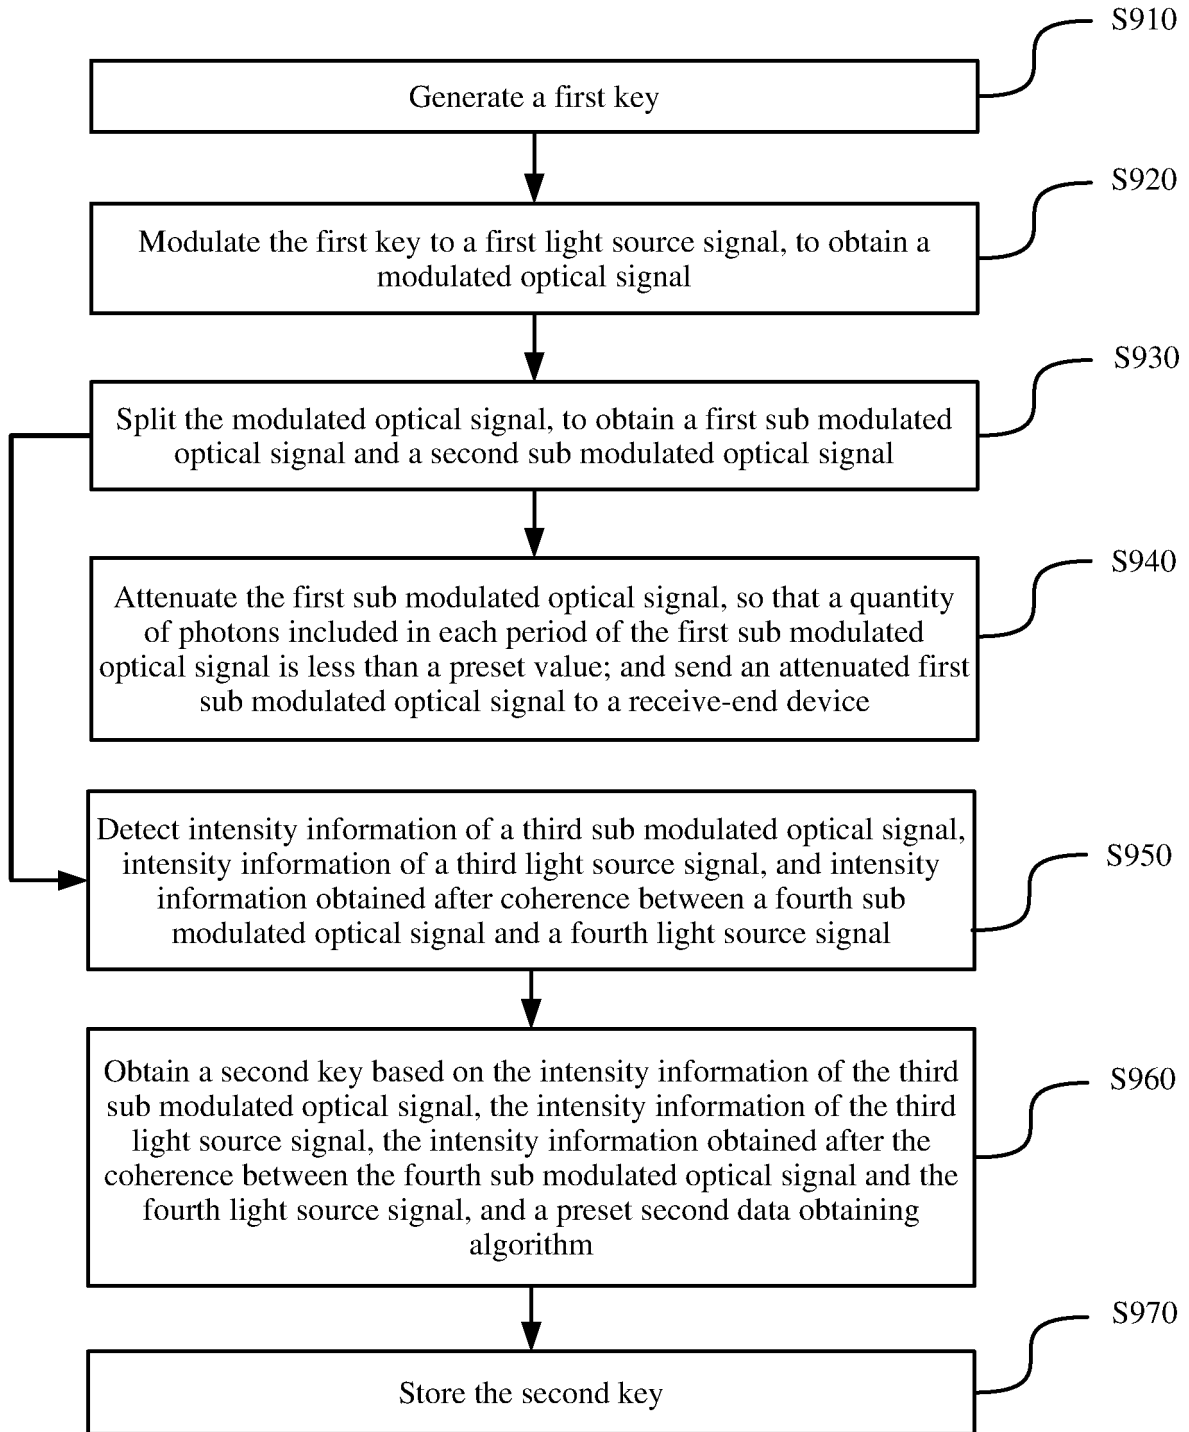 S910
Generate a first key
S920
Modulate the first key to a first light source signal, to obtain a
modulated optical signal
S930
Split the modulated optical signal, to obtain a first sub modulated
optical signal and a second sub modulated optical signal
S940
Attenuate the first sub modulated optical signal, so that a quantity
of photons included in each period of the first sub modulated
optical signal is less than a preset value; and send an attenuated first
sub modulated optical signal to a receive-end device
S950
Detect intensity information of a third sub modulated optical signal,
intensity information of a third light source signal, and intensity
information obtained after coherence between a fourth sub
modulated optical signal and a fourth light source signal
S960
Obtain a second key based on the intensity information of the third
sub modulated optical signal, the intensity information of the third
light source signal, the intensity information obtained after the
coherence between the fourth sub modulated optical signal and the
fourth light source signal, and a preset second data obtaining
algorithm
S970
Store the second key